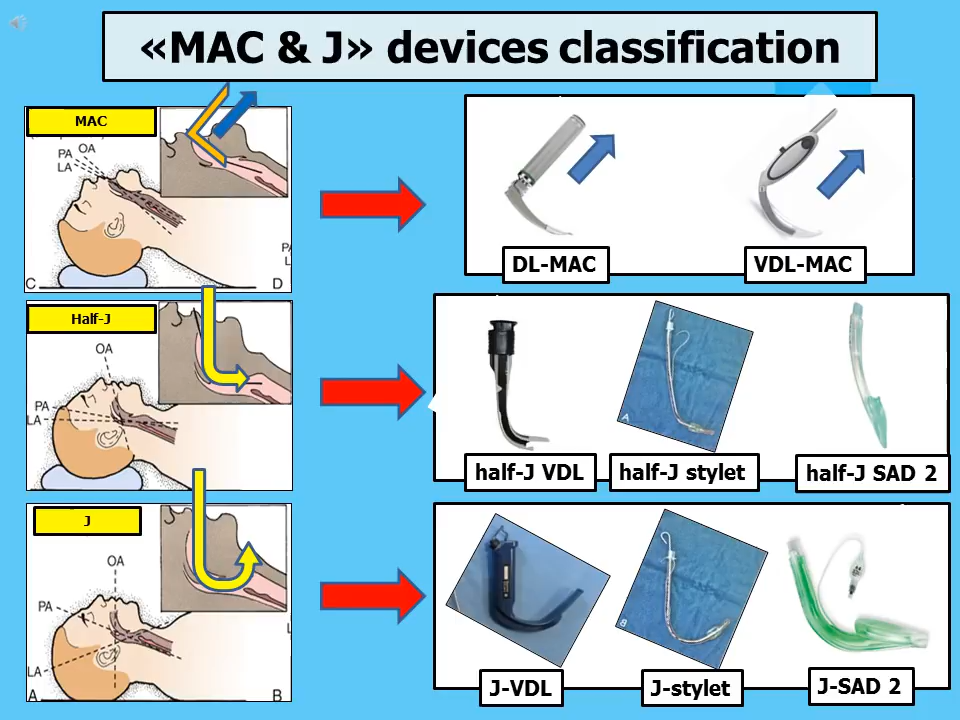 «MAC & J» devices classification
MAC
PA OA
LA
PA
L
C
D
DL-MAC
VDL-MAC
Half-J
OA
PA
LA
A
half-J VDL
half-J stylet
half-J SAD 2
J
OA
PA
LA
A
B
B
J-VDL
J-stylet
J-SAD 2